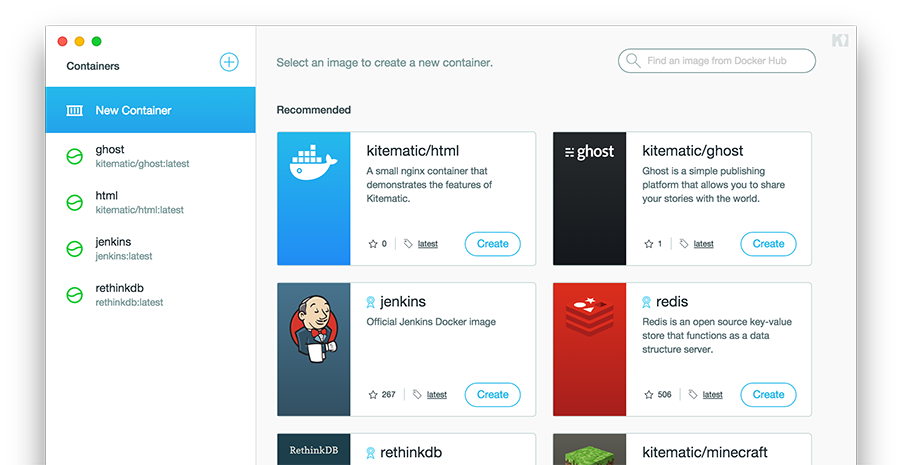 Containers
New Container
ghost
kitematic/ghost:latest
html
kitematic/html:latest
jenkins
jenkins:latest
rethinkdb
rethinkdb:latest
Select an image to create a new container.
Find an image from Docker Hub
Recommended
kitematic/html
A small nginx container that
demonstrates the features of
Kitematic.
0 latest Create
ghost
kitematic/ghost
Ghost is a simple publishing
platform that allows you to share
your stories with the world.
1 latest Create
jenkins
Official Jenkins Docker image
267 latest Create
redis
Redis is an open source key-value
store that functions as a data
structure server.
506 latest Create
RethinkDB
rethinkdb
kitematic/minecraft